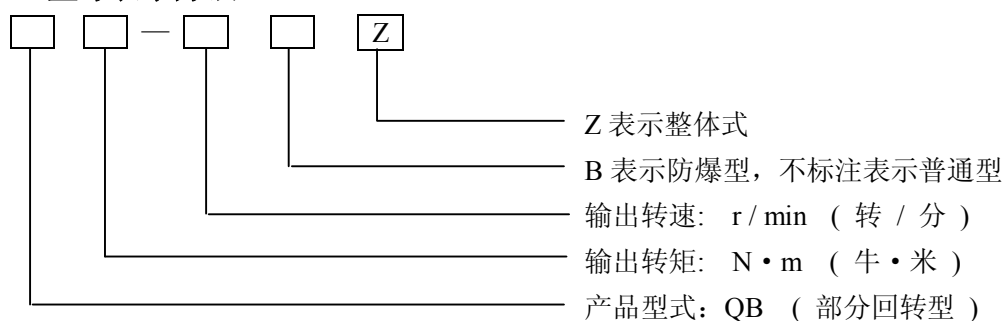 — Z
Z 表示整体式
B 表示防爆型，不标注表示普通型
输出转速: r / min ( 转 / 分 )
输出转矩: N·m ( 牛·米 )
产品型式：QB ( 部分回转型 )